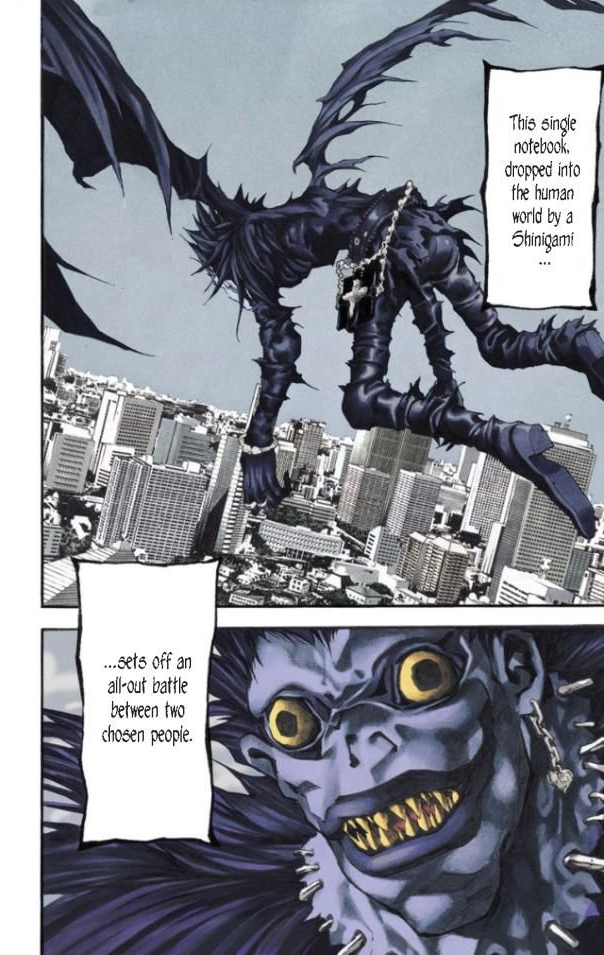 This single
notebook,
dropped into
the human
world by a
Shinigami
...
...sets off an
all-out battle
between two
chosen people.